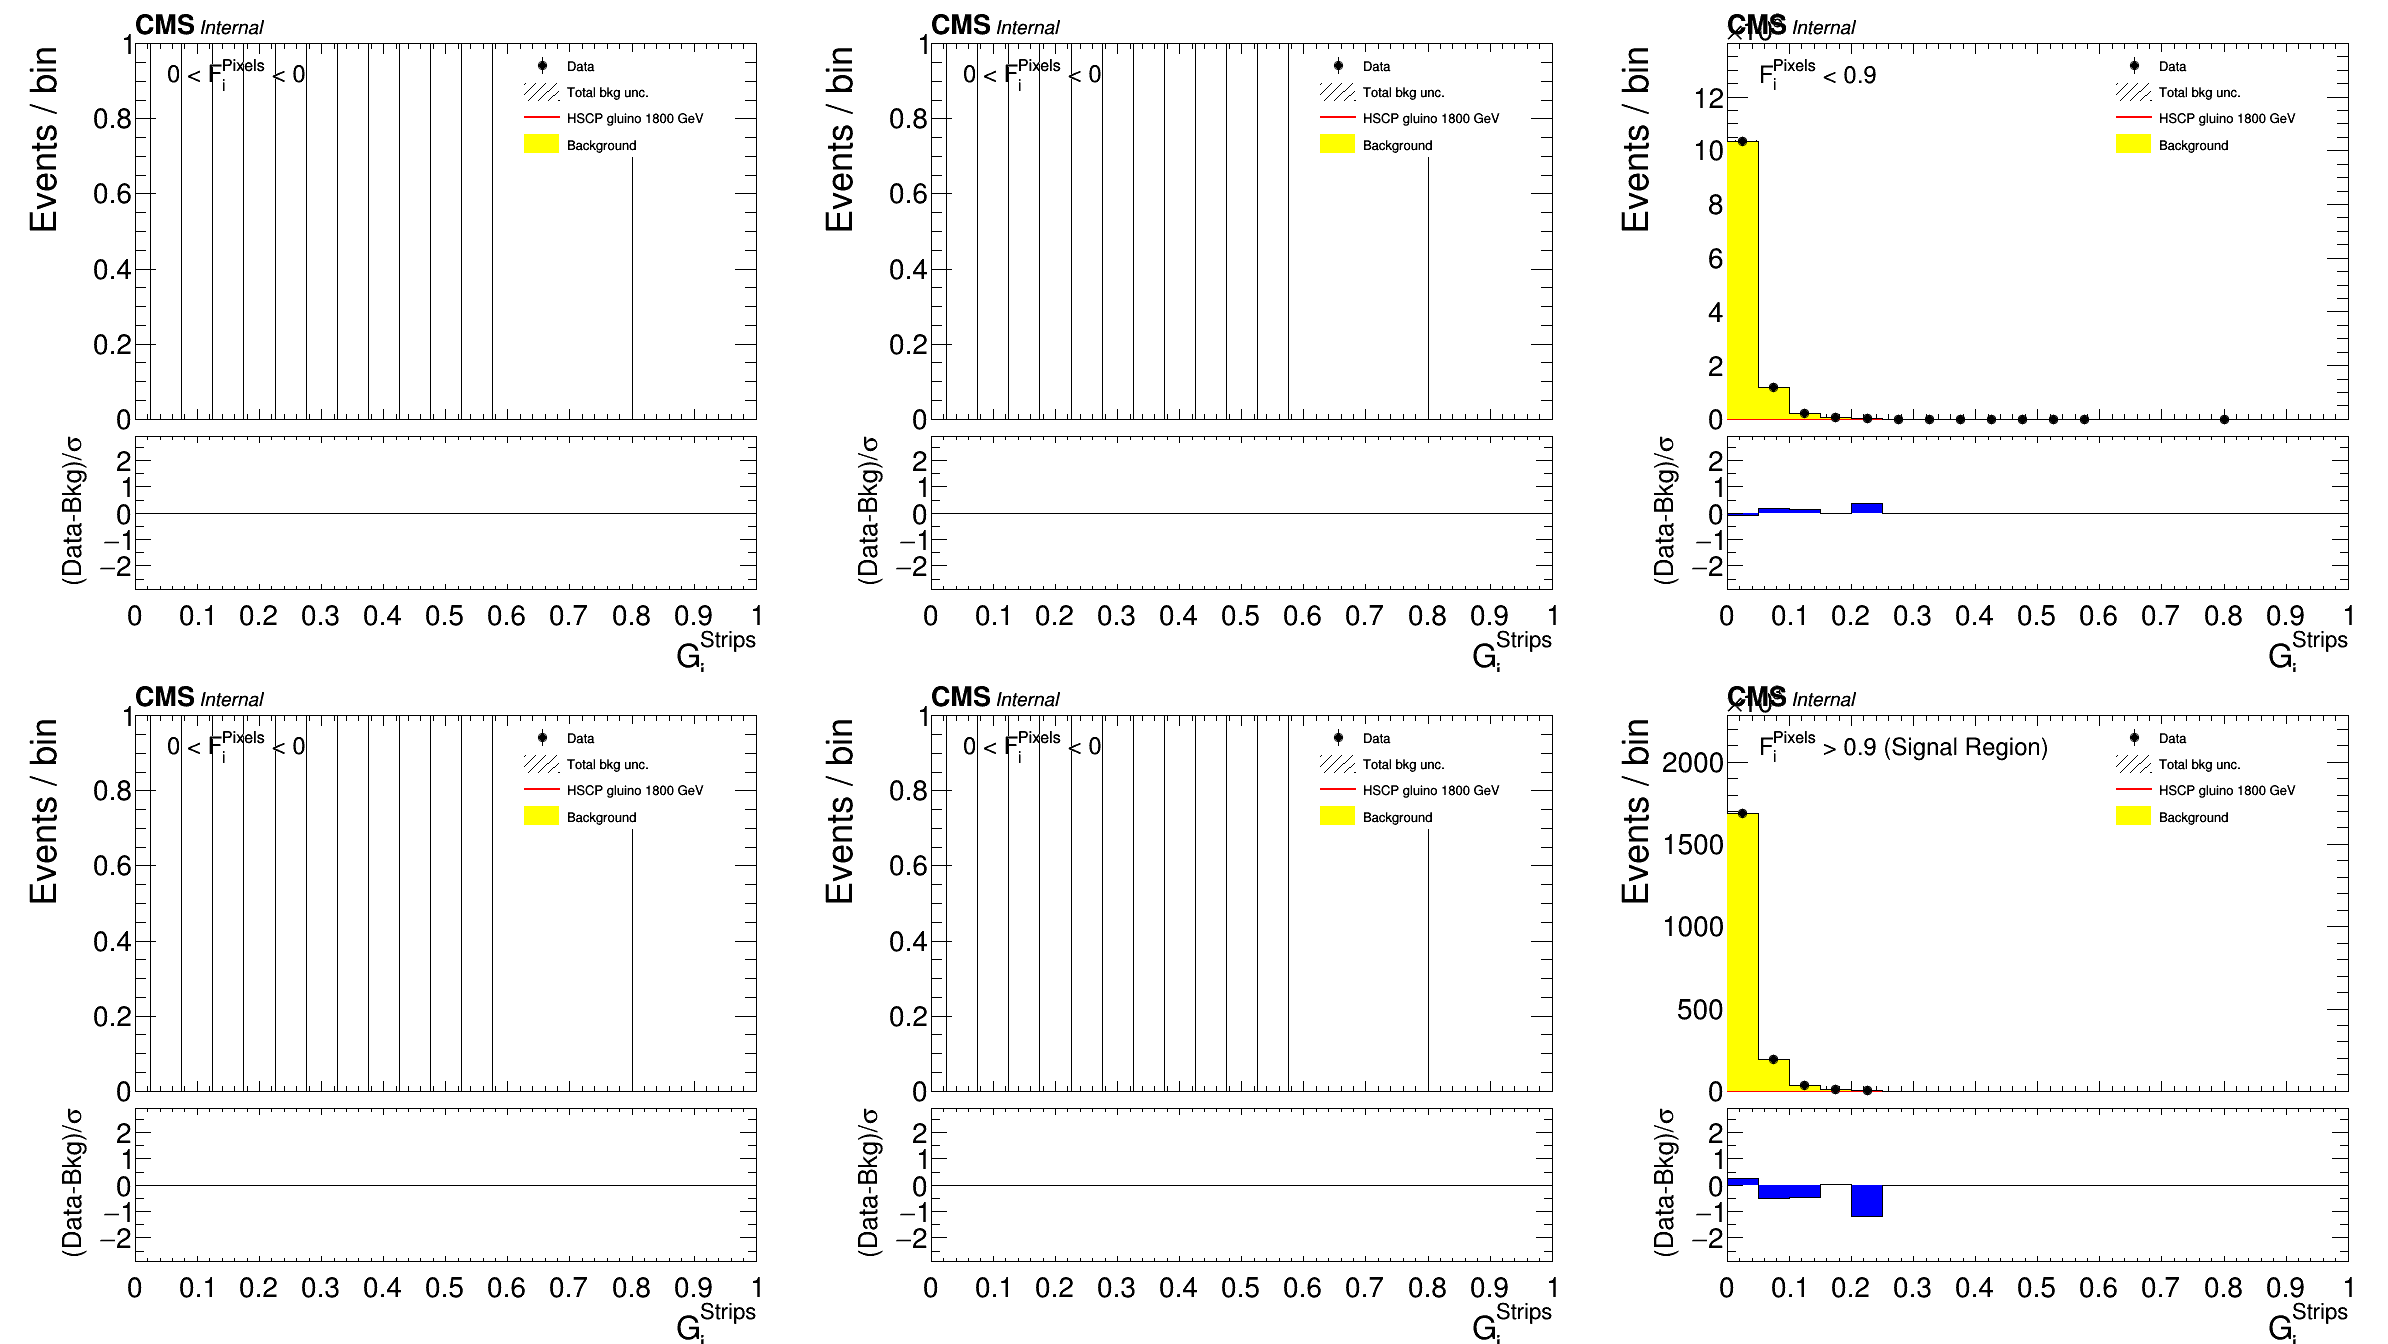 CMS Internal
Events / bin
1
0.8
0.6
0.4
0.2
0
0 < F_i^Pixels < 0
Data
Total bkg unc.
HSCP gluino 1800 GeV
Background
(Data-Bkg)/σ
2
1
0
−1
−2
0 0.1 0.2 0.3 0.4 0.5 0.6 0.7 0.8 0.9 1
G_i^Strips
CMS Internal
Events / bin
1
0.8
0.6
0.4
0.2
0
0 < F_i^Pixels < 0
Data
Total bkg unc.
HSCP gluino 1800 GeV
Background
(Data-Bkg)/σ
2
1
0
−1
−2
0 0.1 0.2 0.3 0.4 0.5 0.6 0.7 0.8 0.9 1
G_i^Strips
CMS Internal
Events / bin
12
10
8
6
4
2
0
F_i^Pixels < 0.9
Data
Total bkg unc.
HSCP gluino 1800 GeV
Background
(Data-Bkg)/σ
2
1
0
−1
−2
0 0.1 0.2 0.3 0.4 0.5 0.6 0.7 0.8 0.9 1
G_i^Strips
CMS Internal
Events / bin
1
0.8
0.6
0.4
0.2
0
0 < F_i^Pixels < 0
Data
Total bkg unc.
HSCP gluino 1800 GeV
Background
(Data-Bkg)/σ
2
1
0
−1
−2
0 0.1 0.2 0.3 0.4 0.5 0.6 0.7 0.8 0.9 1
G_i^Strips
CMS Internal
Events / bin
1
0.8
0.6
0.4
0.2
0
0 < F_i^Pixels < 0
Data
Total bkg unc.
HSCP gluino 1800 GeV
Background
(Data-Bkg)/σ
2
1
0
−1
−2
0 0.1 0.2 0.3 0.4 0.5 0.6 0.7 0.8 0.9 1
G_i^Strips
CMS Internal
Events / bin
2000
1500
1000
500
0
F_i^Pixels > 0.9 (Signal Region)
Data
Total bkg unc.
HSCP gluino 1800 GeV
Background
(Data-Bkg)/σ
2
1
0
−1
−2
0 0.1 0.2 0.3 0.4 0.5 0.6 0.7 0.8 0.9 1
G_i^Strips